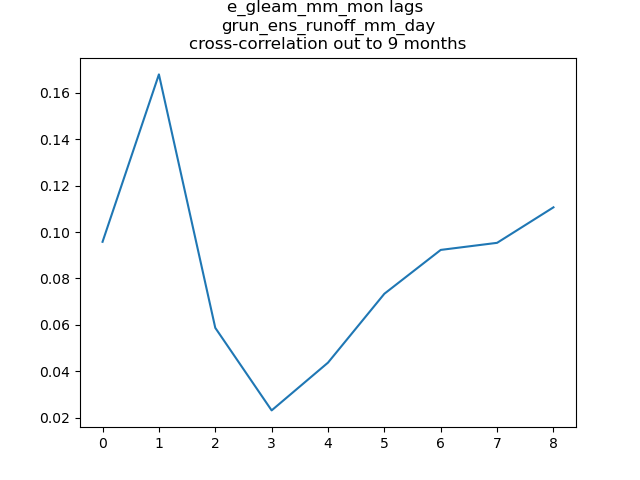 e_gleam_mm_mon lags
grun_ens_runoff_mm_day
cross-correlation out to 9 months
0.16
0.14
0.12
0.10
0.08
0.06
0.04
0.02
0 1 2 3 4 5 6 7 8